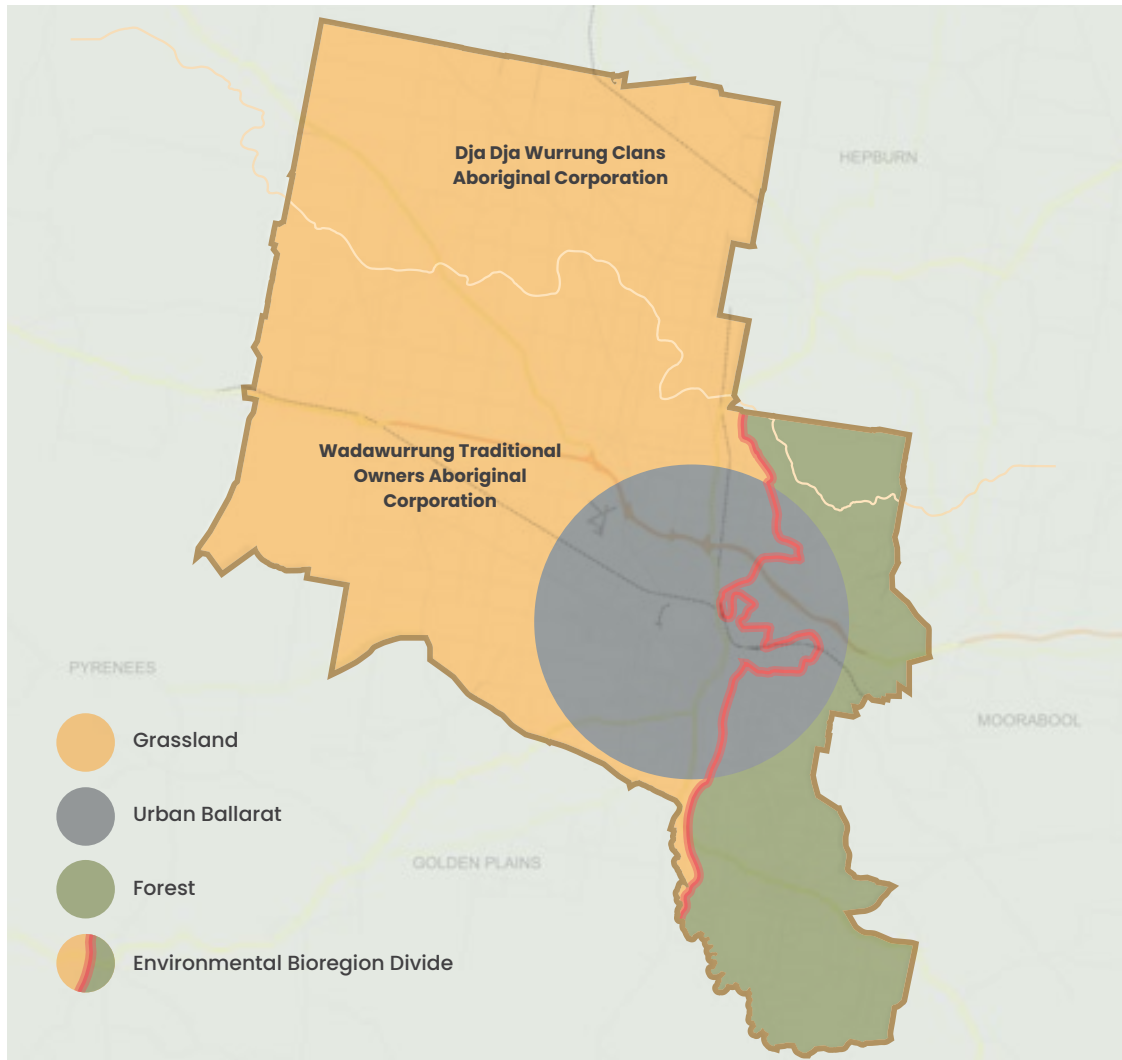 Dja Dja Wurrung Clans
Aboriginal Corporation
HEPBURN
Wadawurrung Traditional
Owners Aboriginal
Corporation
PYRENEES
MOORABOOL
GOLDEN PLAINS
Grassland
Urban Ballarat
Forest
Environmental Bioregion Divide